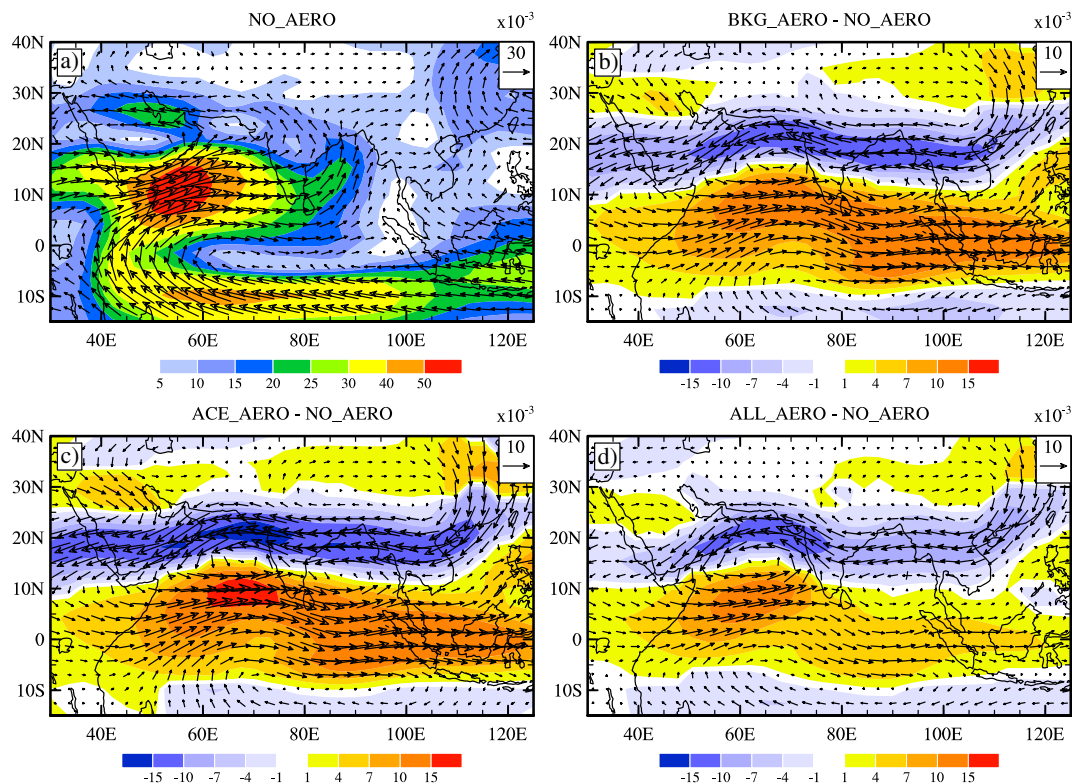 NO_AERO
x10-3
BKG_AERO - NO_AERO
x10-3
a)
30
b)
10
40N
30N
20N
10N
0
10S
40N
30N
20N
10N
0
10S
40E 60E 80E 100E 120E
40E 60E 80E 100E 120E
5 10 15 20 25 30 40 50
-15 -10 -7 -4 -1 1 4 7 10 15
ACE_AERO - NO_AERO
x10-3
ALL_AERO - NO_AERO
x10-3
c)
10
d)
10
40N
30N
20N
10N
0
10S
40N
30N
20N
10N
0
10S
40E 60E 80E 100E 120E
40E 60E 80E 100E 120E
-15 -10 -7 -4 -1 1 4 7 10 15
-15 -10 -7 -4 -1 1 4 7 10 15